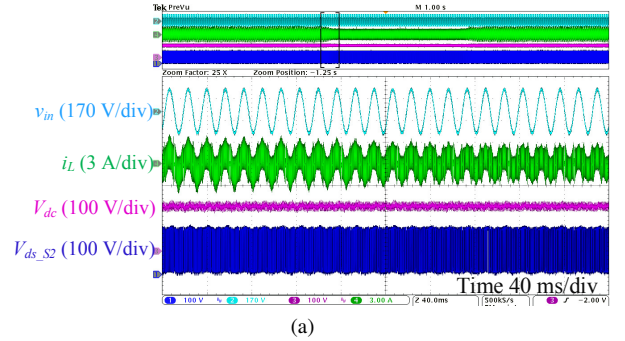 Tek PreVu M 1.00 s
Zoom Factor: 25 X Zoom Position: -1.25 s
v_in (170 V/div)
i_L (3 A/div)
V_dc (100 V/div)
V_ds_S2 (100 V/div)
Time 40 ms/div
1 100 V 2 170 V 3 100 V 4 3.00 A Z 40.0ms 500kS/s 3 -2.00 V
(a)